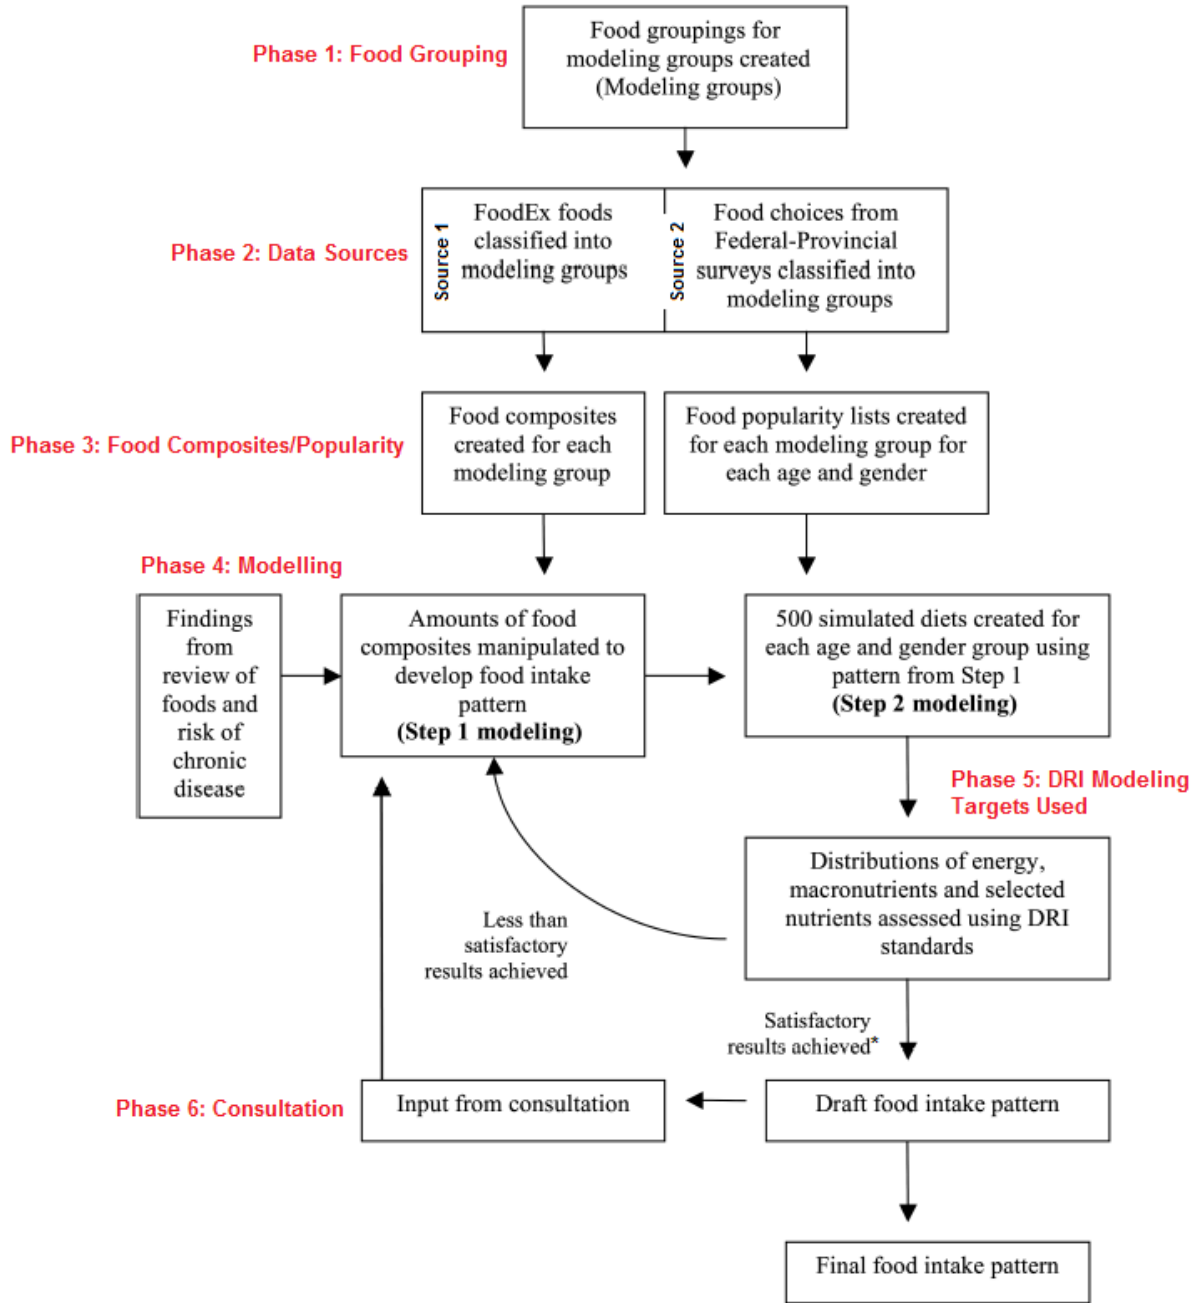 Phase 1: Food Grouping
Food groupings for
modeling groups created
(Modeling groups)
Phase 2: Data Sources
Source 1
FoodEx foods
classified into
modeling groups
Source 2
Food choices from
Federal-Provincial
surveys classified into
modeling groups
Phase 3: Food Composites/Popularity
Food composites
created for each
modeling group
Food popularity lists created
for each modeling group for
each age and gender
Phase 4: Modelling
Findings
from
review of
foods and
risk of
chronic
disease
Amounts of food
composites manipulated to
develop food intake
pattern
(Step 1 modeling)
500 simulated diets created for
each age and gender group using
pattern from Step 1
(Step 2 modeling)
Phase 5: DRI Modeling
Targets Used
Distributions of energy,
macronutrients and selected
nutrients assessed using DRI
standards
Less than
satisfactory
results achieved
Satisfactory
results achieved*
Phase 6: Consultation
Input from consultation
Draft food intake pattern
Final food intake pattern